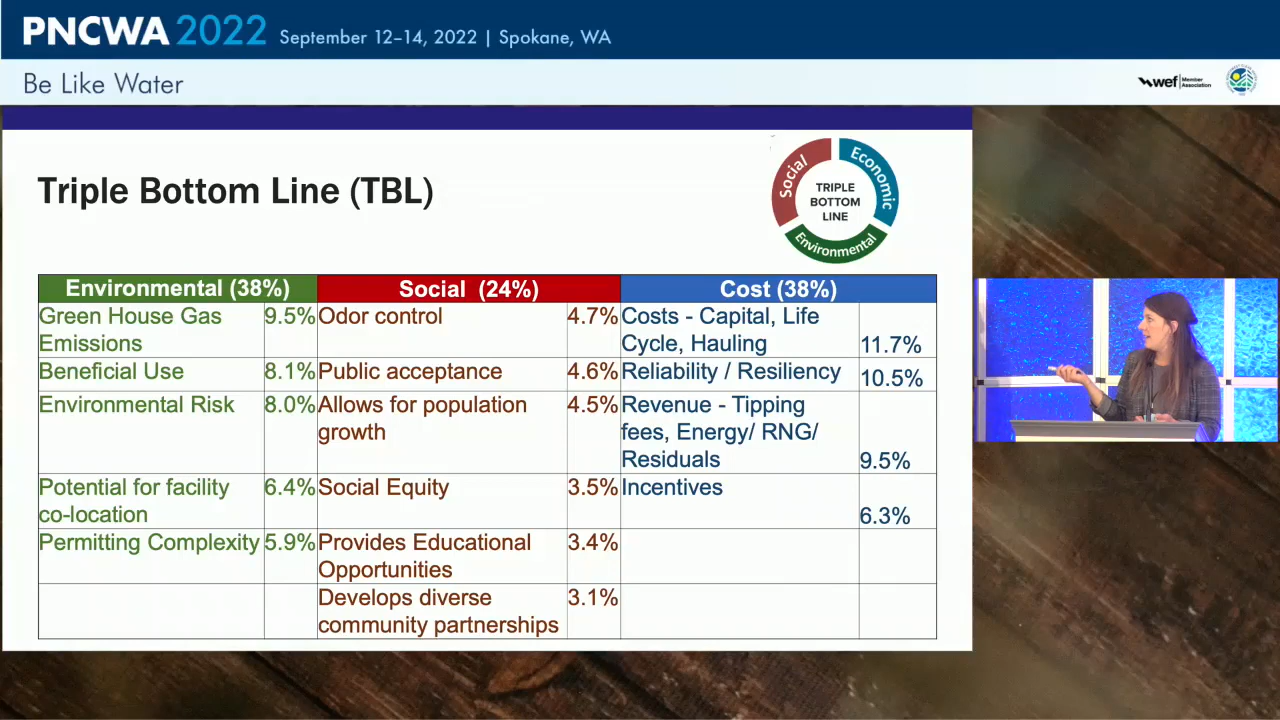 PNCWA 2022 September 12–14, 2022 | Spokane, WA
Be Like Water
wef Member Association
Triple Bottom Line (TBL)
Social
Economic
Environmental
TRIPLE
BOTTOM
LINE
Environmental (38%) Social (24%) Cost (38%)
Green House Gas Emissions 9.5% Odor control 4.7% Costs - Capital, Life Cycle, Hauling 11.7%
Beneficial Use 8.1% Public acceptance 4.6% Reliability / Resiliency 10.5%
Environmental Risk 8.0% Allows for population growth 4.5% Revenue - Tipping fees, Energy/ RNG/ Residuals 9.5%
Potential for facility co-location 6.4% Social Equity 3.5% Incentives 6.3%
Permitting Complexity 5.9% Provides Educational Opportunities 3.4%
Develops diverse community partnerships 3.1%